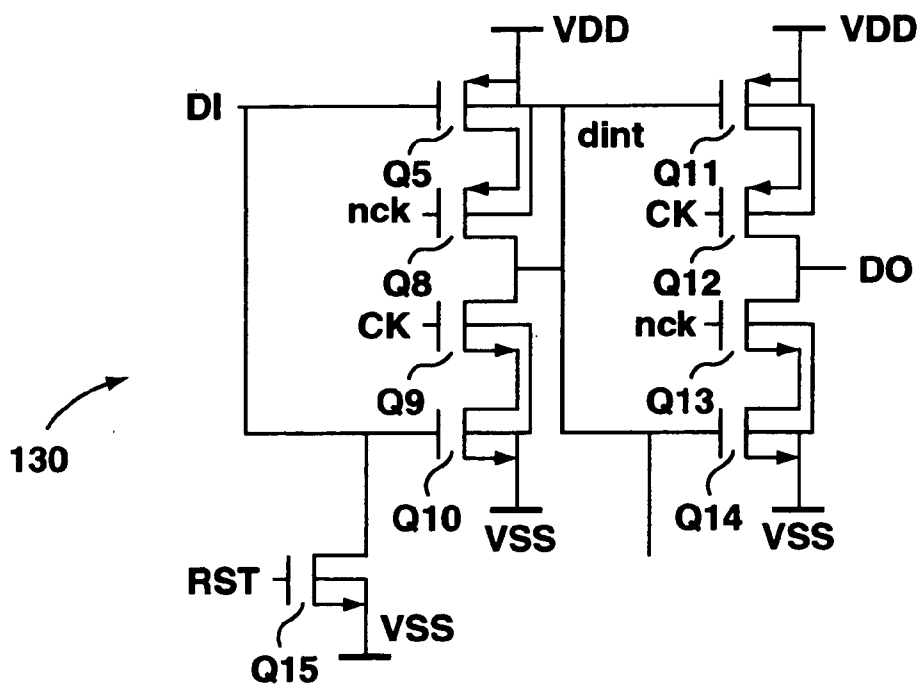 VDD
VDD
DI
dint
Q5
Q11
nck
CK
Q8
Q12
DO
CK
nck
Q9
Q13
130
Q10
Q14
VSS
VSS
RST
VSS
Q15